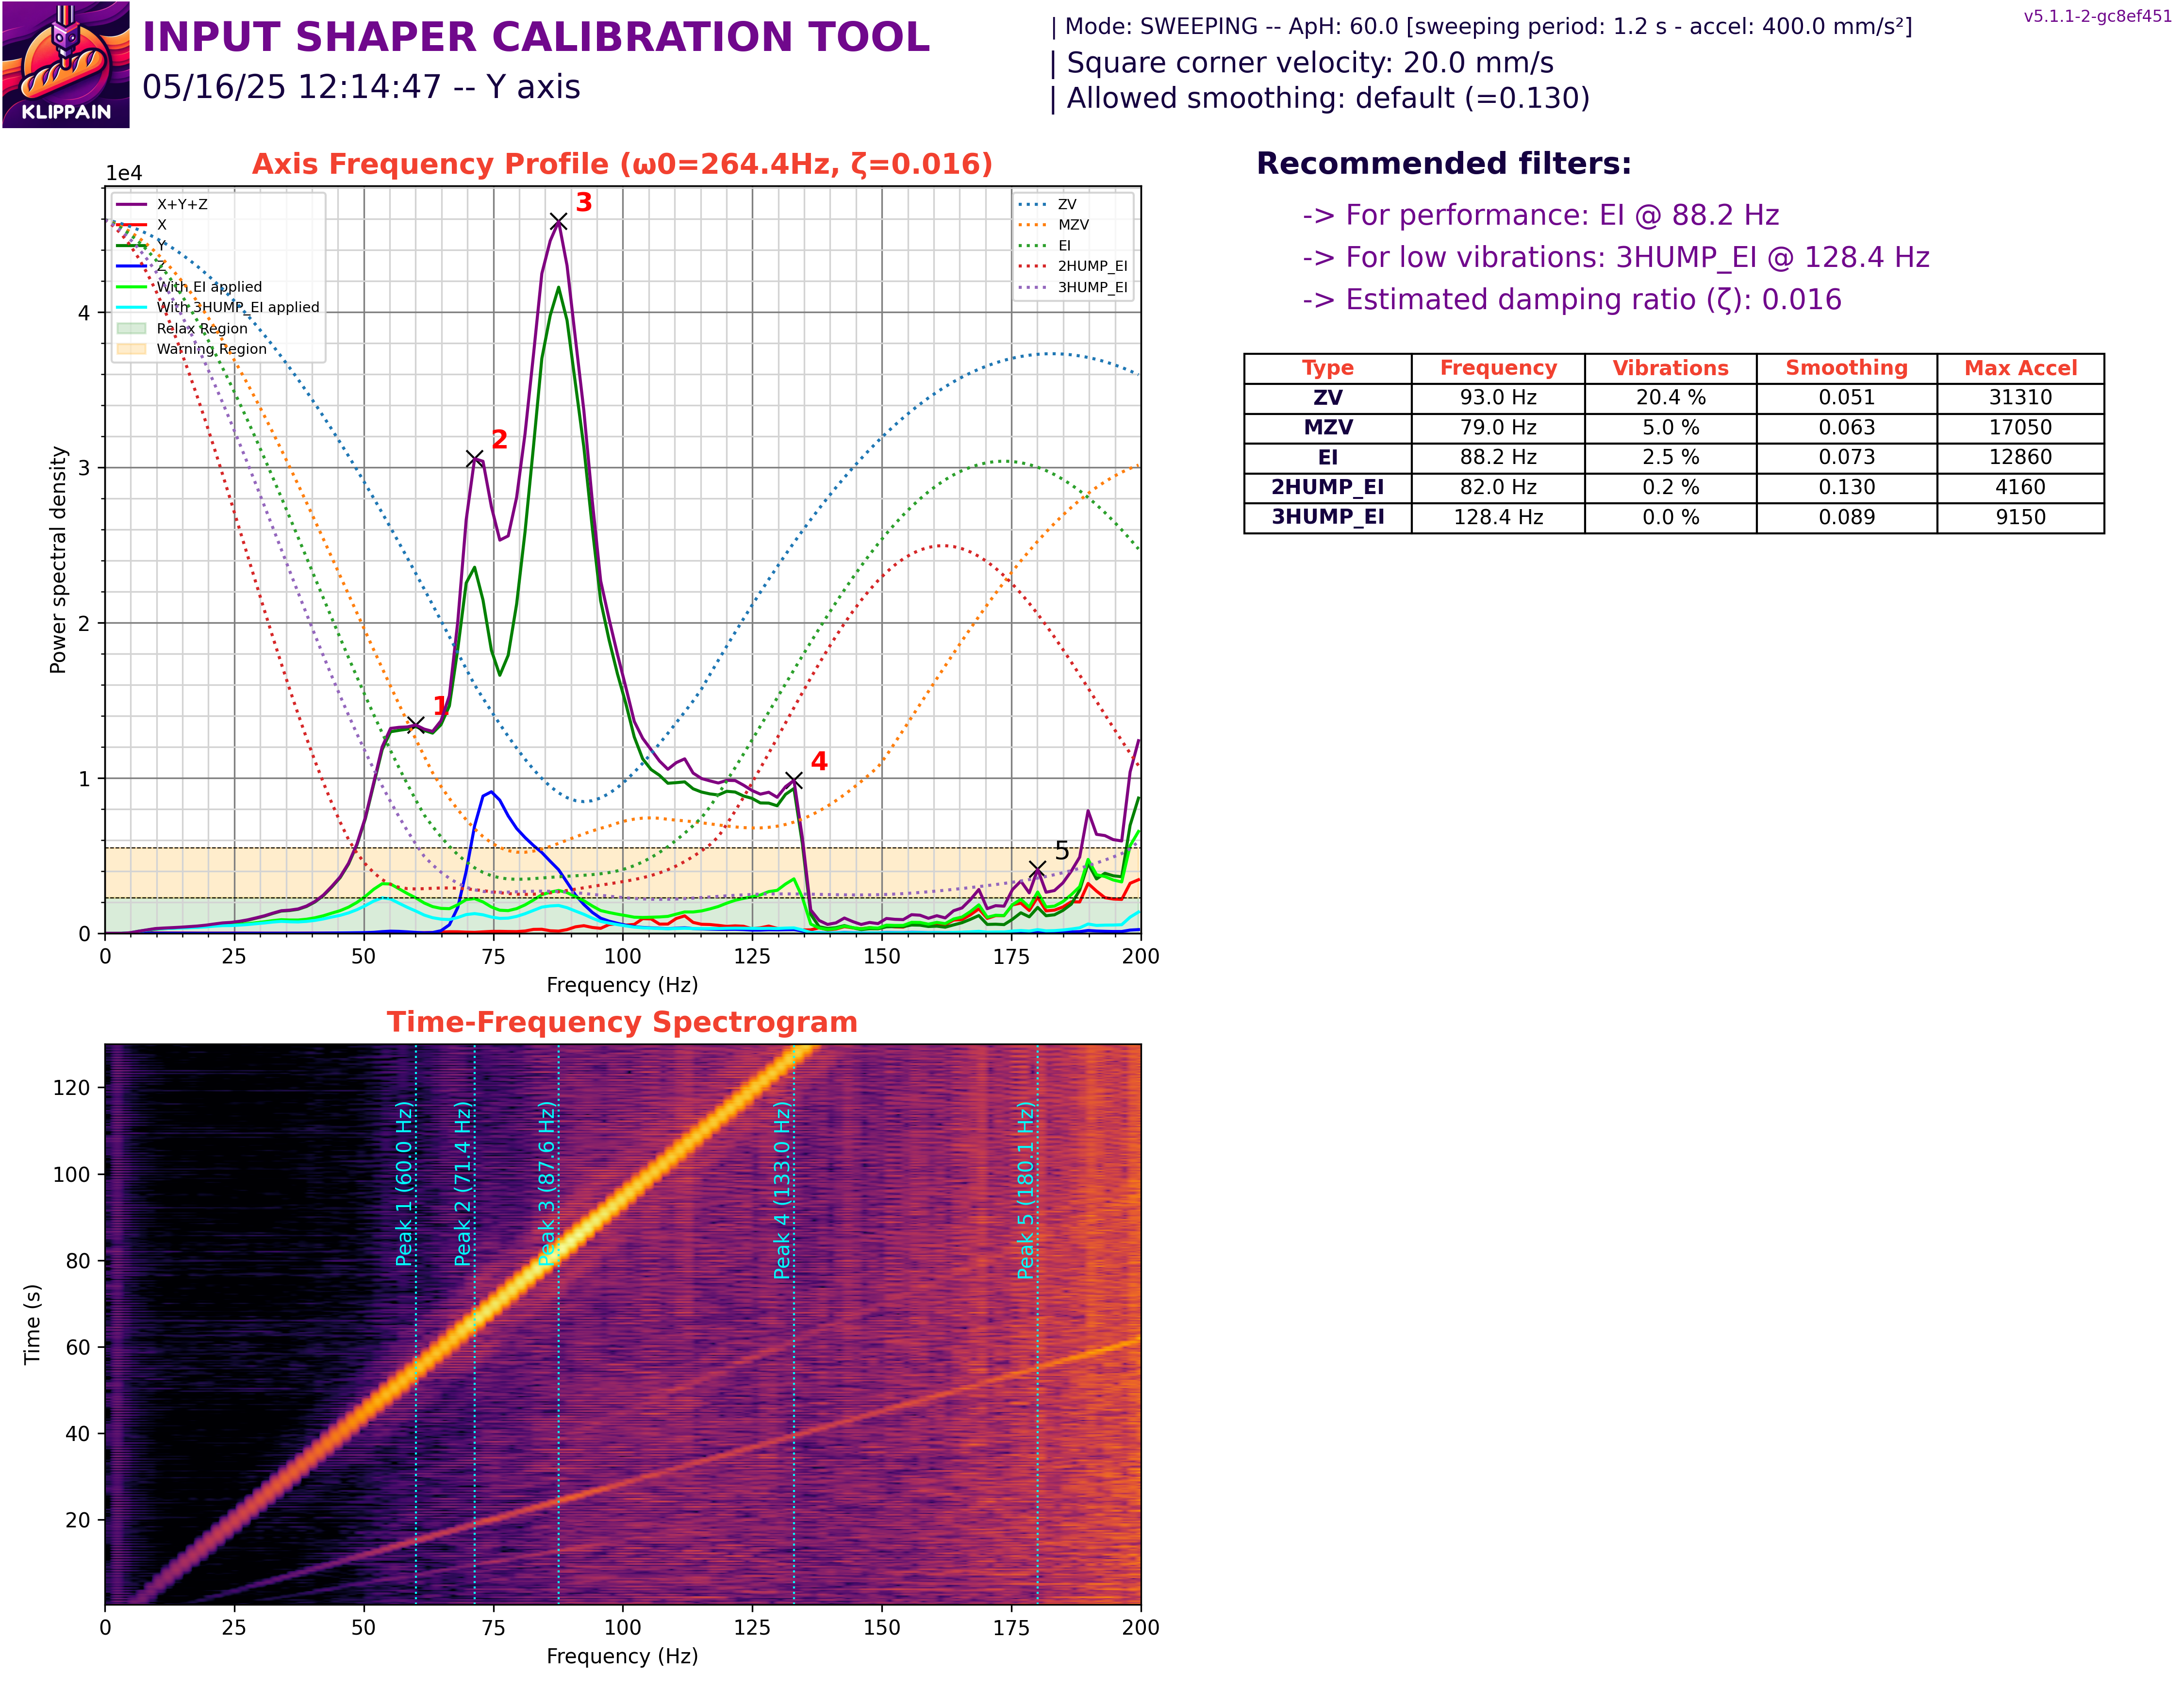 KLIPPAIN
INPUT SHAPER CALIBRATION TOOL
05/16/25 12:14:47 -- Y axis
| Mode: SWEEPING -- ApH: 60.0 [sweeping period: 1.2 s - accel: 400.0 mm/s²]
| Square corner velocity: 20.0 mm/s
| Allowed smoothing: default (=0.130)
v5.1.1-2-gc8ef451
Axis Frequency Profile (ω0=264.4Hz, ζ=0.016)
1e4
X+Y+Z
X
Y
Z
With EI applied
With 3HUMP_EI applied
Relax Region
Warning Region
ZV
MZV
EI
2HUMP_EI
3HUMP_EI
1
2
3
4
5
Power spectral density
4
3
2
1
0
0 25 50 75 100 125 150 175 200
Frequency (Hz)
Recommended filters:
-> For performance: EI @ 88.2 Hz
-> For low vibrations: 3HUMP_EI @ 128.4 Hz
-> Estimated damping ratio (ζ): 0.016
Type Frequency Vibrations Smoothing Max Accel
ZV 93.0 Hz 20.4 % 0.051 31310
MZV 79.0 Hz 5.0 % 0.063 17050
EI 88.2 Hz 2.5 % 0.073 12860
2HUMP_EI 82.0 Hz 0.2 % 0.130 4160
3HUMP_EI 128.4 Hz 0.0 % 0.089 9150
Time-Frequency Spectrogram
Time (s)
120
100
80
60
40
20
Peak 1 (60.0 Hz)
Peak 2 (71.4 Hz)
Peak 3 (87.6 Hz)
Peak 4 (133.0 Hz)
Peak 5 (180.1 Hz)
0 25 50 75 100 125 150 175 200
Frequency (Hz)